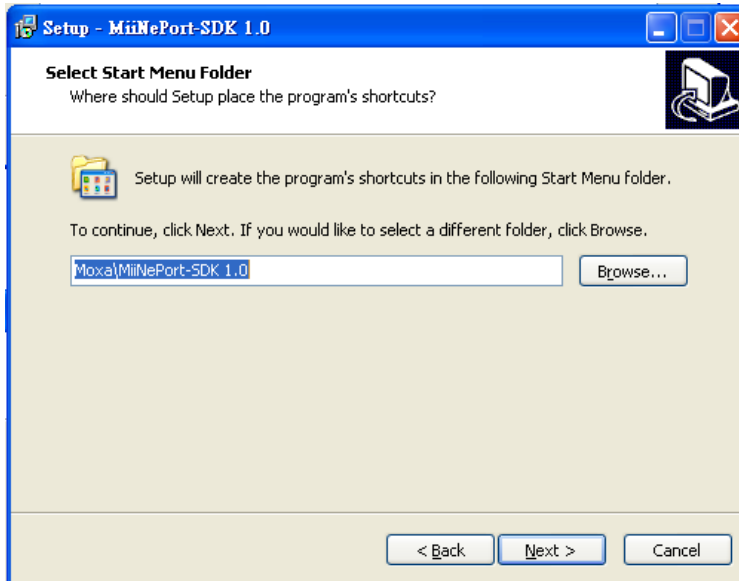 Setup - MiiNePort-SDK 1.0
Select Start Menu Folder
Where should Setup place the program's shortcuts?
Setup will create the program's shortcuts in the following Start Menu folder.
To continue, click Next. If you would like to select a different folder, click Browse.
Moxa\MiiNePort-SDK 1.0
Browse...
< Back
Next >
Cancel